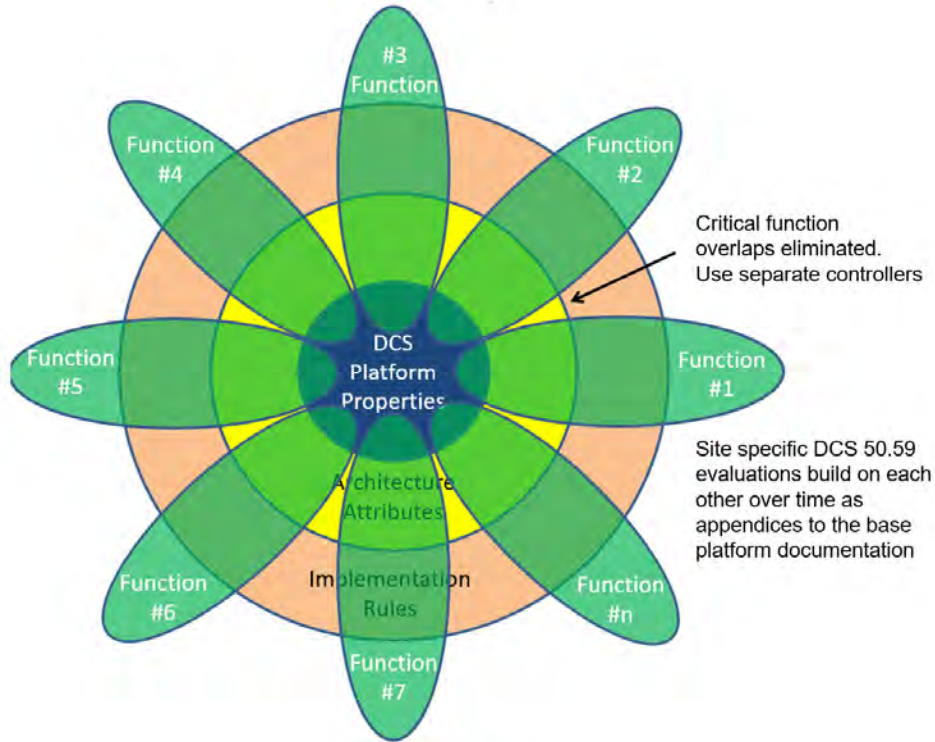 #3
Function
Function
#4
Function
#2
Critical function
overlaps eliminated.
Use separate controllers
DCS
Platform
Properties
Function
#5
Function
#1
Site specific DCS 50.59
evaluations build on each
other over time as
appendices to the base
platform documentation
Architecture
Attributes
Implementation
Rules
Function
#6
Function
#n
Function
#7